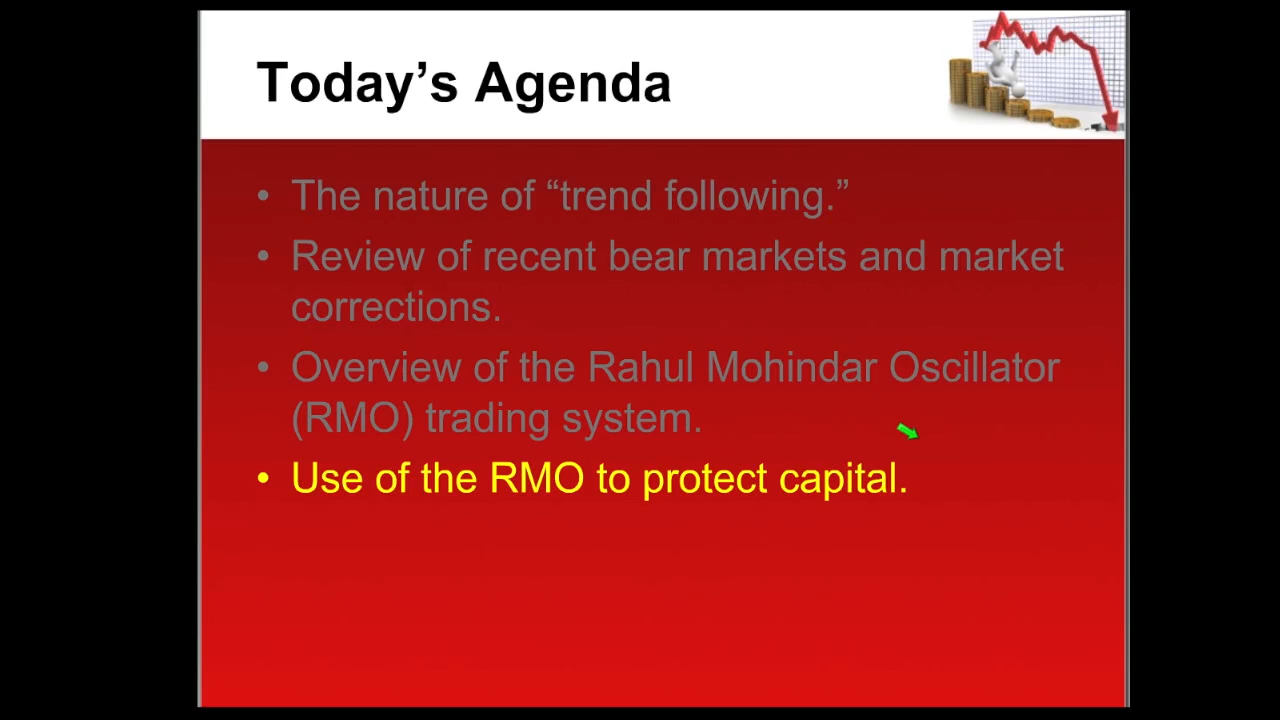 Today’s Agenda
• The nature of “trend following.”
• Review of recent bear markets and market
corrections.
• Overview of the Rahul Mohindar Oscillator
(RMO) trading system.
• Use of the RMO to protect capital.